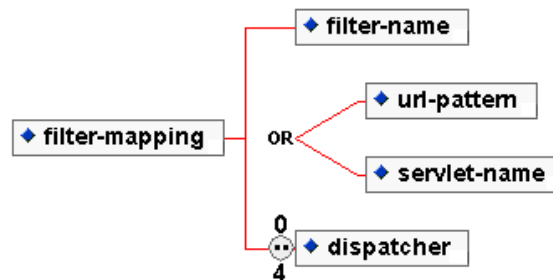 filter-name
url-pattern
filter-mapping
OR
servlet-name
0
dispatcher
4